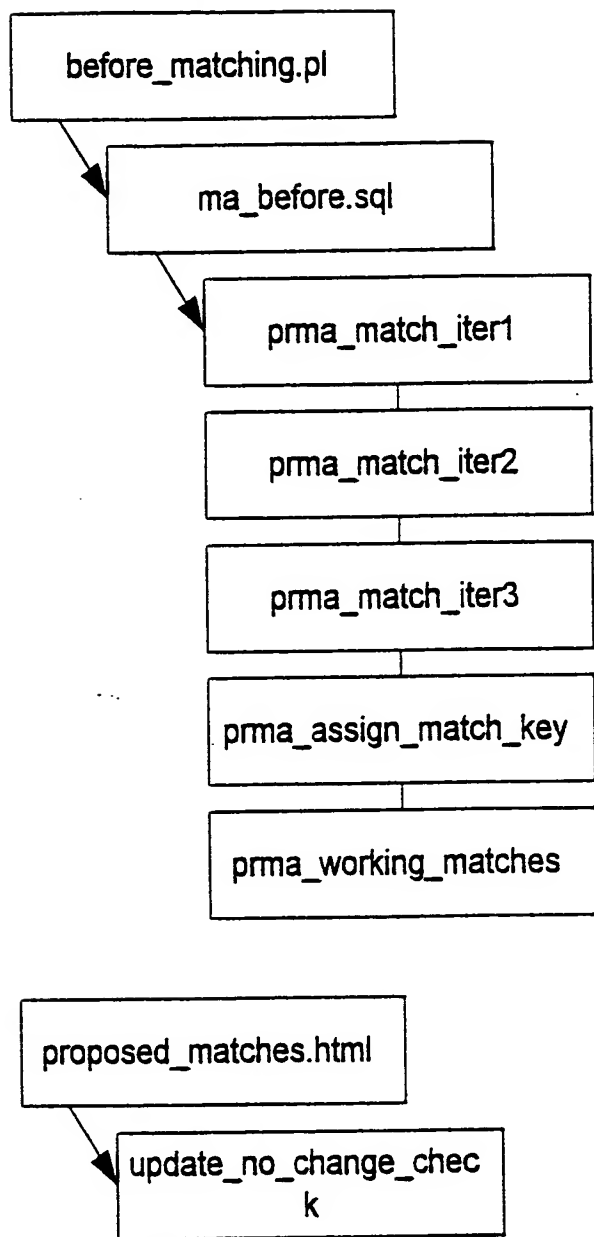 before_matching.pl
ma_before.sql
prma_match_iter1
prma_match_iter2
prma_match_iter3
prma_assign_match_key
prma_working_matches
proposed_matches.html
update_no_change_chec
k